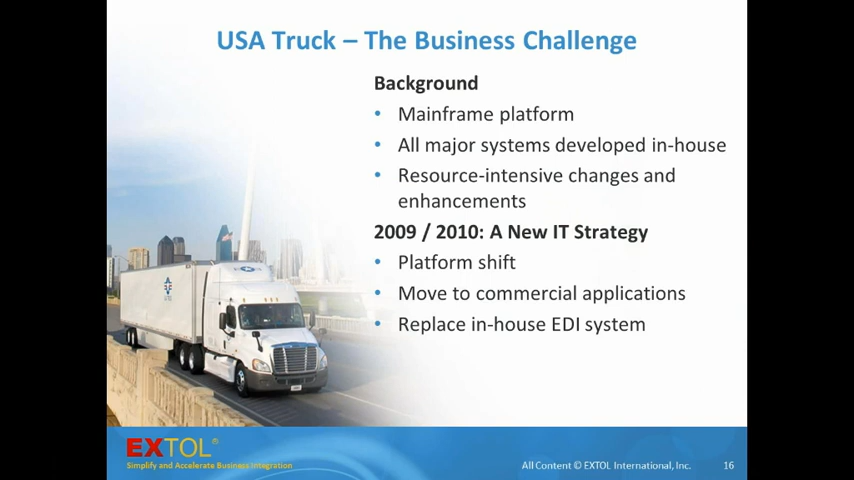 USA Truck – The Business Challenge
Background
• Mainframe platform
• All major systems developed in-house
• Resource-intensive changes and
enhancements
2009 / 2010: A New IT Strategy
• Platform shift
• Move to commercial applications
• Replace in-house EDI system
EXTOL®
Simplify and Accelerate Business Integration
All Content © EXTOL International, Inc. 16